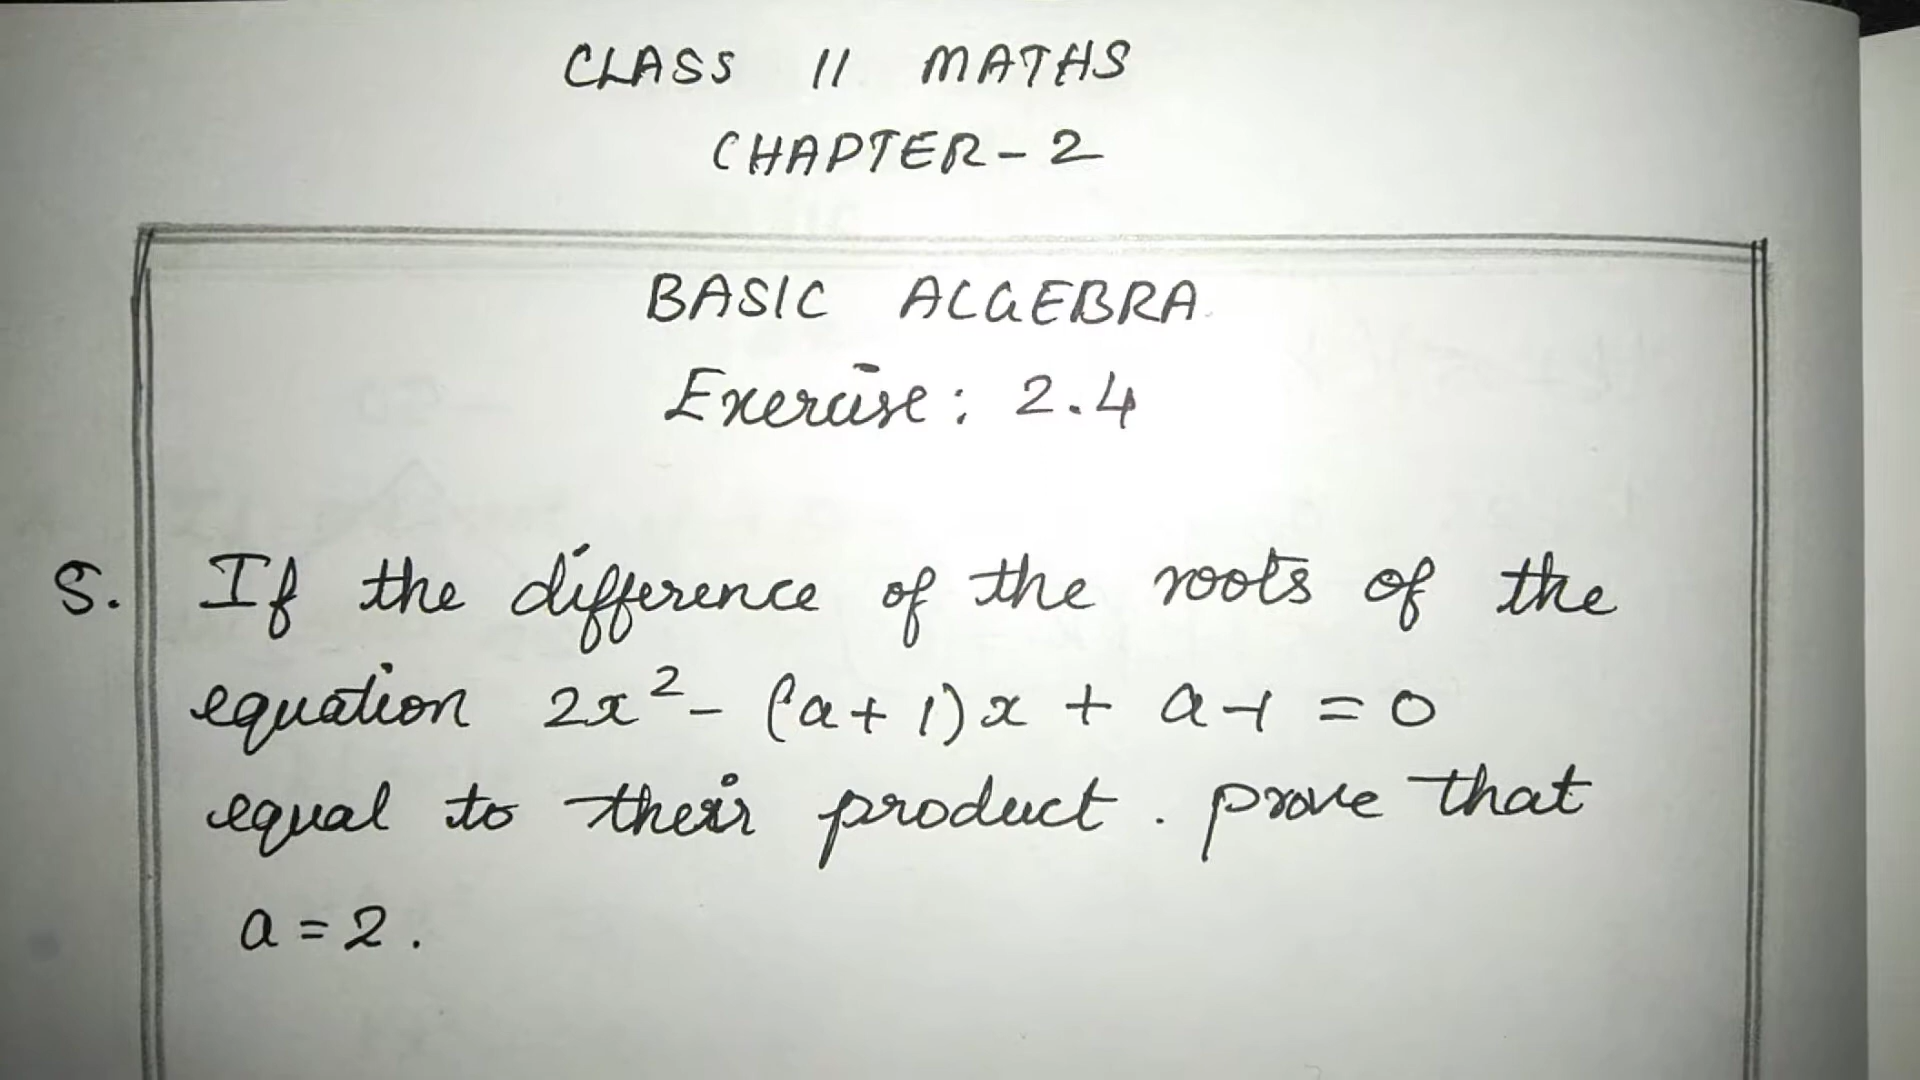 CLASS 11 MATHS
CHAPTER-2
BASIC ALGEBRA
Exercise: 2.4
5. If the difference of the roots of the
equation 2x² - (a+1)x + a-1 = 0
equal to their product. prove that
a = 2.